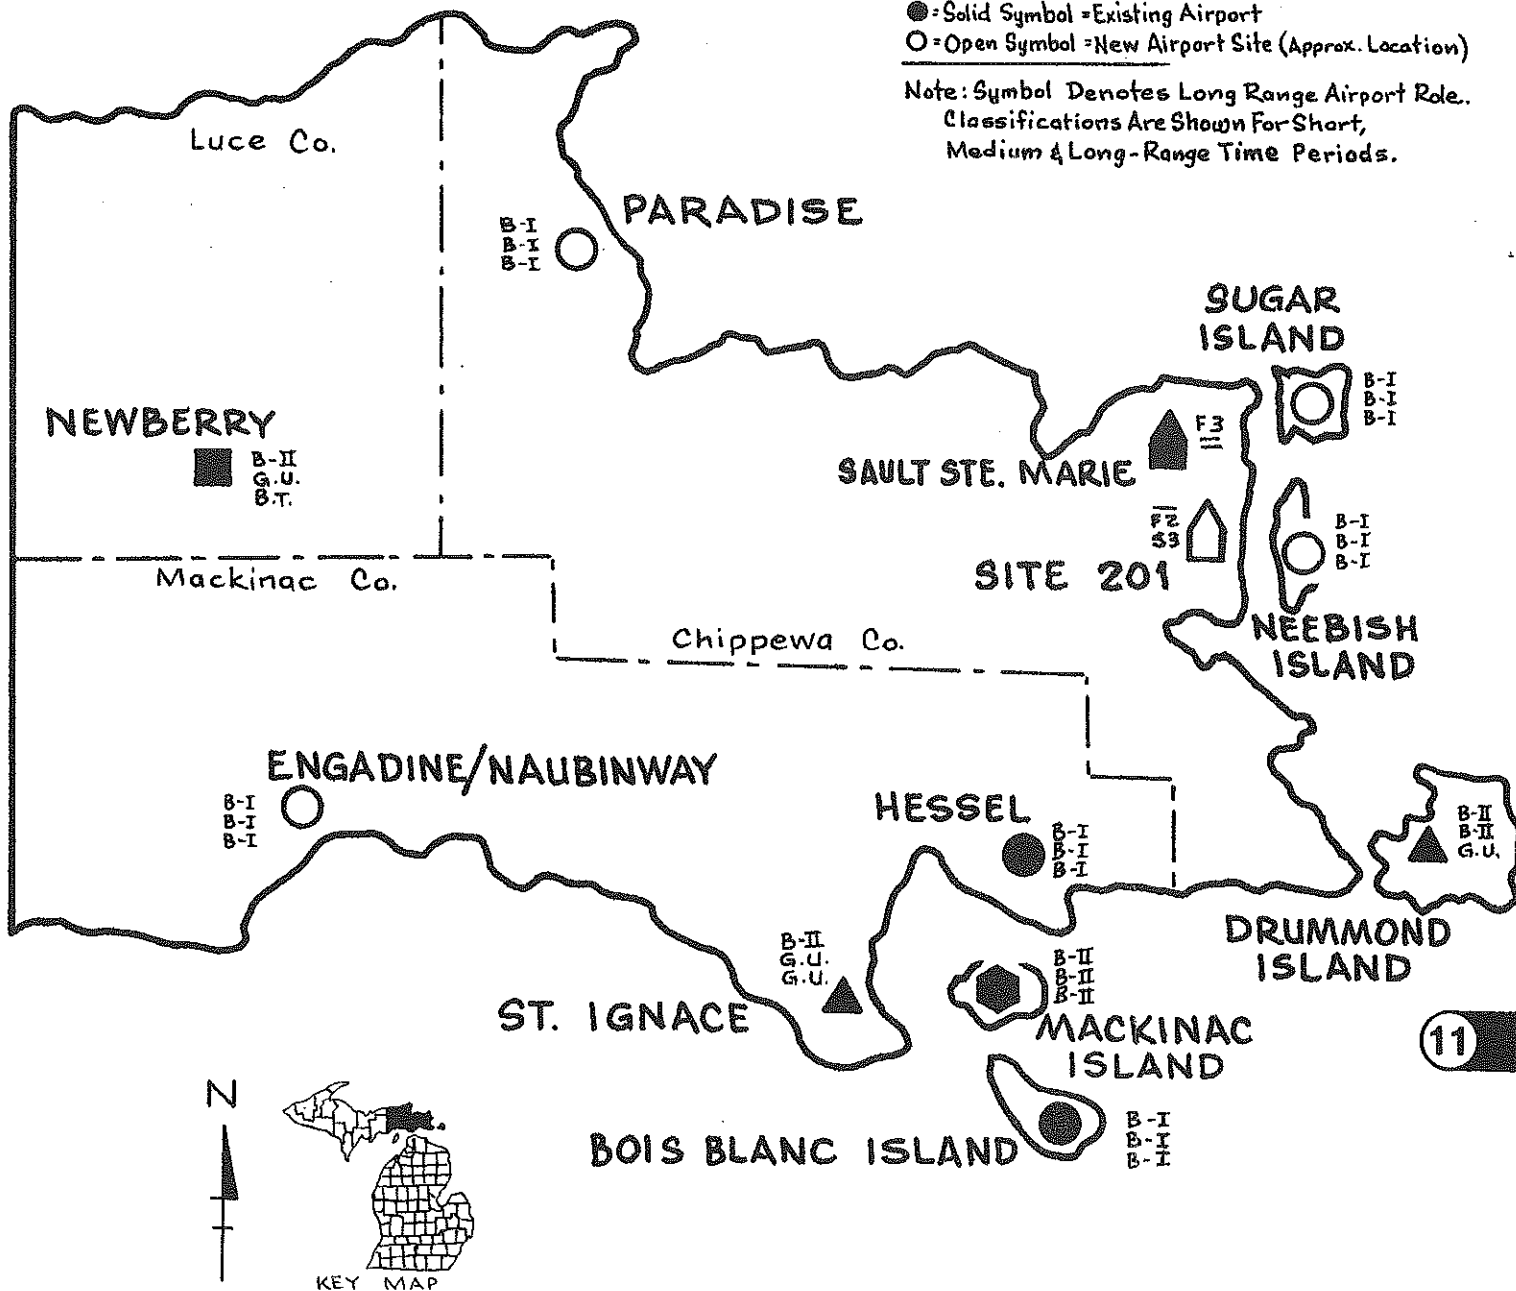 ●=Solid Symbol =Existing Airport
O=Open Symbol =New Airport Site (Approx. Location)
Note: Symbol Denotes Long Range Airport Role.
Classifications Are Shown For Short,
Medium & Long-Range Time Periods.
Luce Co.
PARADISE
B-I
B-I
B-I
SUGAR
ISLAND
B-I
B-I
B-I
NEWBERRY
B-II
G.U.
B.T.
F3
SAULT STE. MARIE
F2
S3
SITE 201
B-I
B-I
B-I
NEEBISH
ISLAND
Mackinac Co.
Chippewa Co.
ENGADINE/NAUBINWAY
B-I
B-I
B-I
HESSEL
B-I
B-I
B-I
B-II
B-II
G.U.
DRUMMOND
ISLAND
B-II
G.U.
G.U.
ST. IGNACE
B-II
B-II
B-II
MACKINAC
ISLAND
11
BOIS BLANC ISLAND
B-I
B-I
B-I
N
KEY MAP